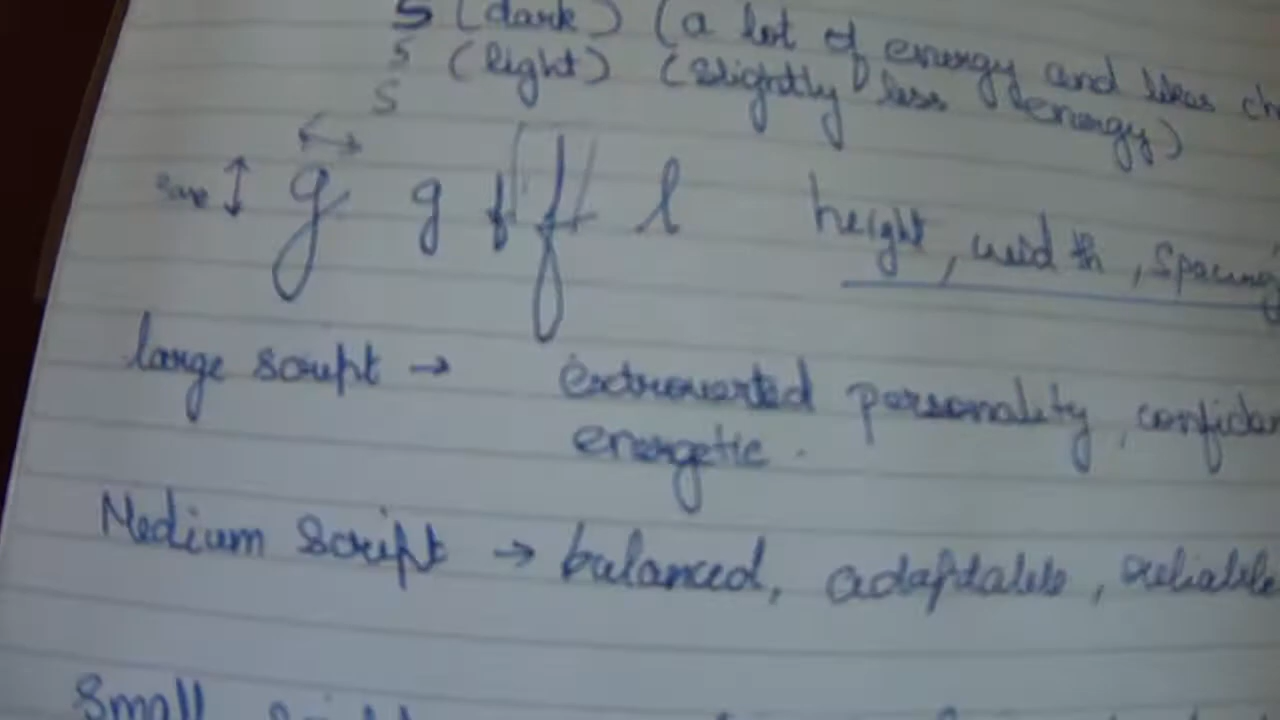 S (dark) (a lot of energy and likes
S (light) (slightly less energy)
S
g g f f l height, width, spacing
large script → extroverted personality,
energetic.
Medium script → balanced, adaptable, reliable
Small